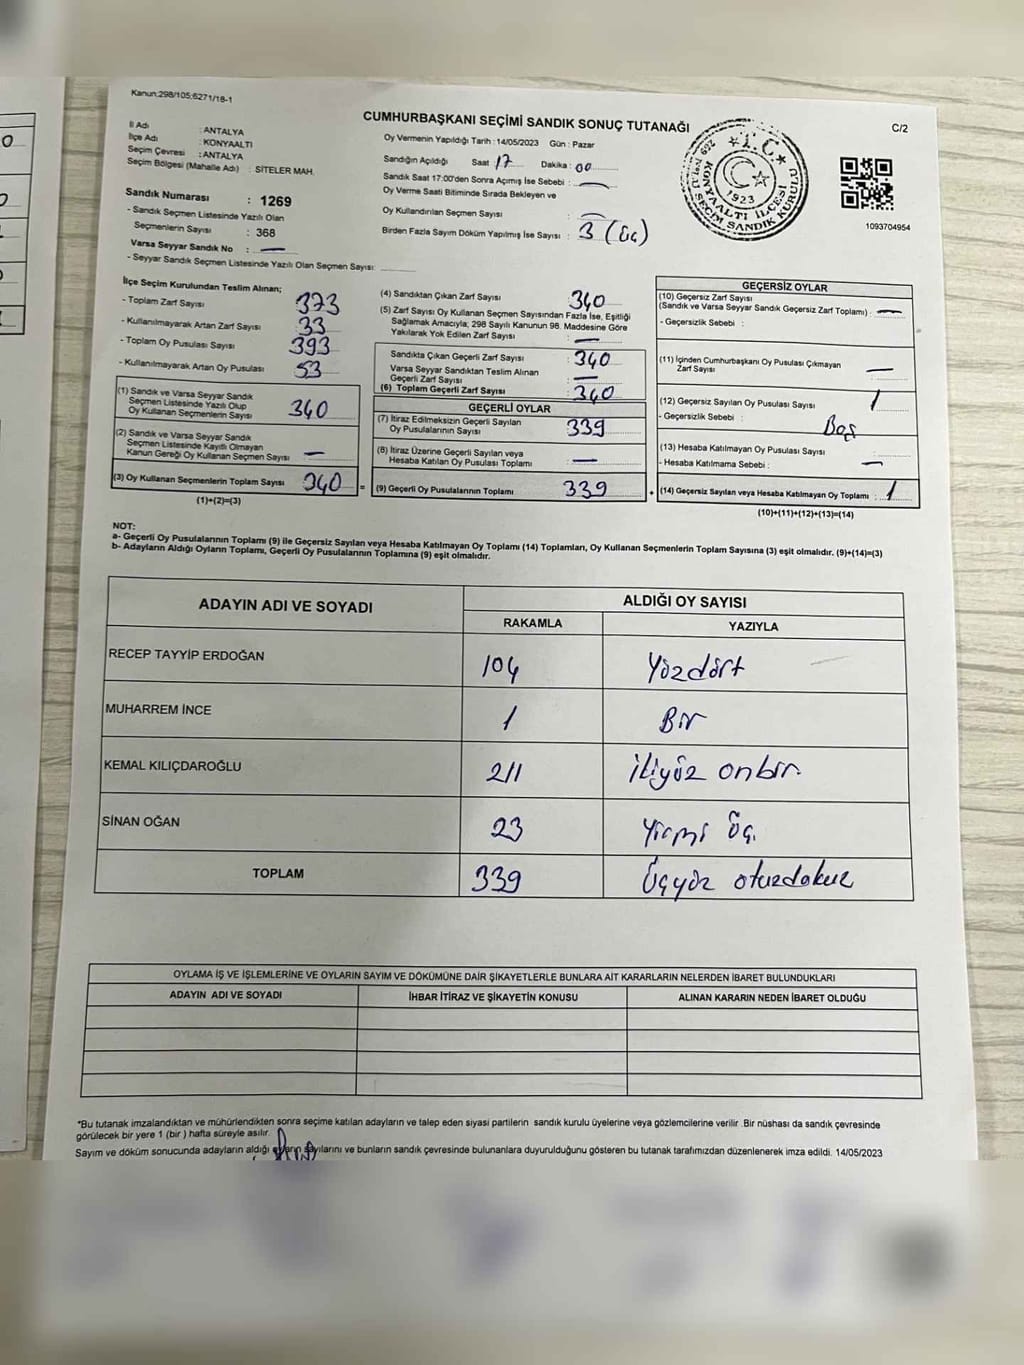 Kanun:298/105;6271/18-1
CUMHURBAŞKANI SEÇİMİ SANDIK SONUÇ TUTANAĞI
C/2
İl Adı : ANTALYA
İlçe Adı : KONYAALTI
Seçim Çevresi : ANTALYA
Seçim Bölgesi (Mahalle Adı) : SİTELER MAH.
Sandık Numarası : 1269
- Sandık Seçmen Listesinde Yazılı Olan
Seçmenlerin Sayısı : 368
Varsa Seyyar Sandık No : —
- Seyyar Sandık Seçmen Listesinde Yazılı Olan Seçmen Sayısı:
Oy Vermenin Yapıldığı Tarih : 14/05/2023 Gün : Pazar
Sandığın Açıldığı Saat : 17 Dakika : 00
Sandık Saat 17:00'den Sonra Açımış İse Sebebi : —
Oy Verme Saati Bitiminde Sırada Bekleyen ve
Oy Kullandırılan Seçmen Sayısı : —
Birden Fazla Sayım Döküm Yapılmış İse Sayısı : 3 (üç)
T.C.
KONYAALTI İLÇESİ
1923
1093704954
İlçe Seçim Kurulundan Teslim Alınan;
- Toplam Zarf Sayısı 373
- Kullanılmayarak Artan Zarf Sayısı 33
- Toplam Oy Pusulası Sayısı 393
- Kullanılmayarak Artan Oy Pusulası 53
(1) Sandık ve Varsa Seyyar Sandık
Seçmen Listesinde Yazılı Olup
Oy Kullanan Seçmenlerin Sayısı 340
(2) Sandık ve Varsa Seyyar Sandık
Seçmen Listesinde Kayıtlı Olmayan
Kanun Gereği Oy Kullanan Seçmen Sayısı —
(3) Oy Kullanan Seçmenlerin Toplam Sayısı 340 =
(1)+(2)=(3)
(4) Sandıktan Çıkan Zarf Sayısı 340
(5) Zarf Sayısı Oy Kullanan Seçmen Sayısından Fazla İse, Eşitliği
Sağlamak Amacıyla; 298 Sayılı Kanunun 98. Maddesine Göre
Yakılarak Yok Edilen Zarf Sayısı : —
Sandıkta Çıkan Geçerli Zarf Sayısı : 340
Varsa Seyyar Sandıktan Teslim Alınan
Geçerli Zarf Sayısı : —
(6) Toplam Geçerli Zarf Sayısı : 340
GEÇERLİ OYLAR
(7) İtiraz Edilmeksizin Geçerli Sayılan
Oy Pusulalarının Sayısı : 339
(8) İtiraz Üzerine Geçerli Sayılan veya
Hesaba Katılan Oy Pusulası Toplamı : —
(9) Geçerli Oy Pusulalarının Toplamı : 339 +
GEÇERSİZ OYLAR
(10) Geçersiz Zarf Sayısı
(Sandık ve Varsa Seyyar Sandık Geçersiz Zarf Toplamı) : —
- Geçersizlik Sebebi :
(11) İçinden Cumhurbaşkanı Oy Pusulası Çıkmayan
Zarf Sayısı : —
(12) Geçersiz Sayılan Oy Pusulası Sayısı : 1
- Geçersizlik Sebebi : Boş
(13) Hesaba Katılmayan Oy Pusulası Sayısı :
- Hesaba Katılmama Sebebi : —
(14) Geçersiz Sayılan veya Hesaba Katılmayan Oy Toplamı : 1
(10)+(11)+(12)+(13)=(14)
NOT:
a- Geçerli Oy Pusulasının Toplamı (9) ile Geçersiz Sayılan veya Hesaba Katılmayan Oy Toplamı (14) Toplamları, Oy Kullanan Seçmenlerin Toplam Sayısına (3) eşit olmalıdır. (9)+(14)=(3)
b- Adayların Aldığı Oyların Toplamı, Geçerli Oy Pusulalarının Toplamına (9) eşit olmalıdır.
ADAYIN ADI VE SOYADI ALDIĞI OY SAYISI
RAKAMLA YAZIYLA
RECEP TAYYİP ERDOĞAN 104 Yüzdört
MUHARREM İNCE 1 Bir
KEMAL KILIÇDAROĞLU 211 ikiyüz onbir
SİNAN OĞAN 23 Yirmi Üç.
TOPLAM 339 Üçyüz otuzdokuz
OYLAMA İŞ VE İŞLEMLERİNE VE OYLARIN SAYIM VE DÖKÜMÜNE DAİR ŞİKAYETLERLE BUNLARA AİT KARARLARIN NELERDEN İBARET BULUNDUKLARI
ADAYIN ADI VE SOYADI İHBAR İTİRAZ VE ŞİKAYETİN KONUSU ALINAN KARARIN NEDEN İBARET OLDUĞU
*Bu tutanak imzalandıktan ve mühürlendikten sonra seçime katılan adayların ve talep eden siyasi partilerin sandık kurulu üyelerine veya gözlemcilerine verilir .Bir nüshası da sandık çevresinde
görülecek bir yere 1 (bir ) hafta süreyle asılır.
Sayım ve döküm sonucunda adayların aldığı oyların sayılarını ve bunların sandık çevresinde bulunanlara duyurulduğunu gösteren bu tutanak tarafımızdan düzenlenerek imza edildi. 14/05/2023